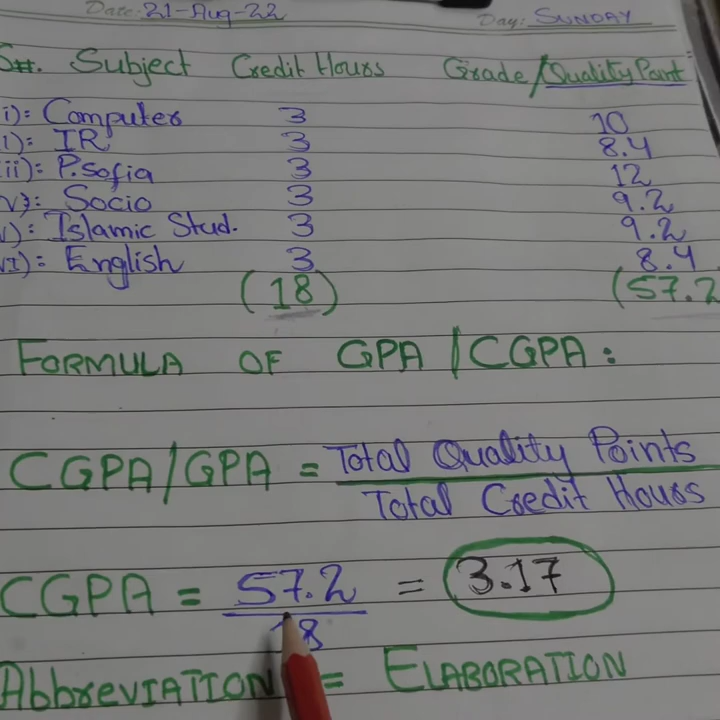 Date: 21-Aug-22 Day: SUNDAY
S#. Subject Credit Hours Grade/Quality Point
i): Computer 3 10
i): IR 3 8.4
ii): P.sofia 3 12
v): Socio 3 9.2
v): Islamic Stud. 3 9.2
VI): English 3 8.4
(18) (57.2
FORMULA OF GPA/CGPA:
CGPA/GPA = Total Quality Points
Total Credit Hours
CGPA = 57.2 = 3.17
18
AbbreVIATION = ELABORATION